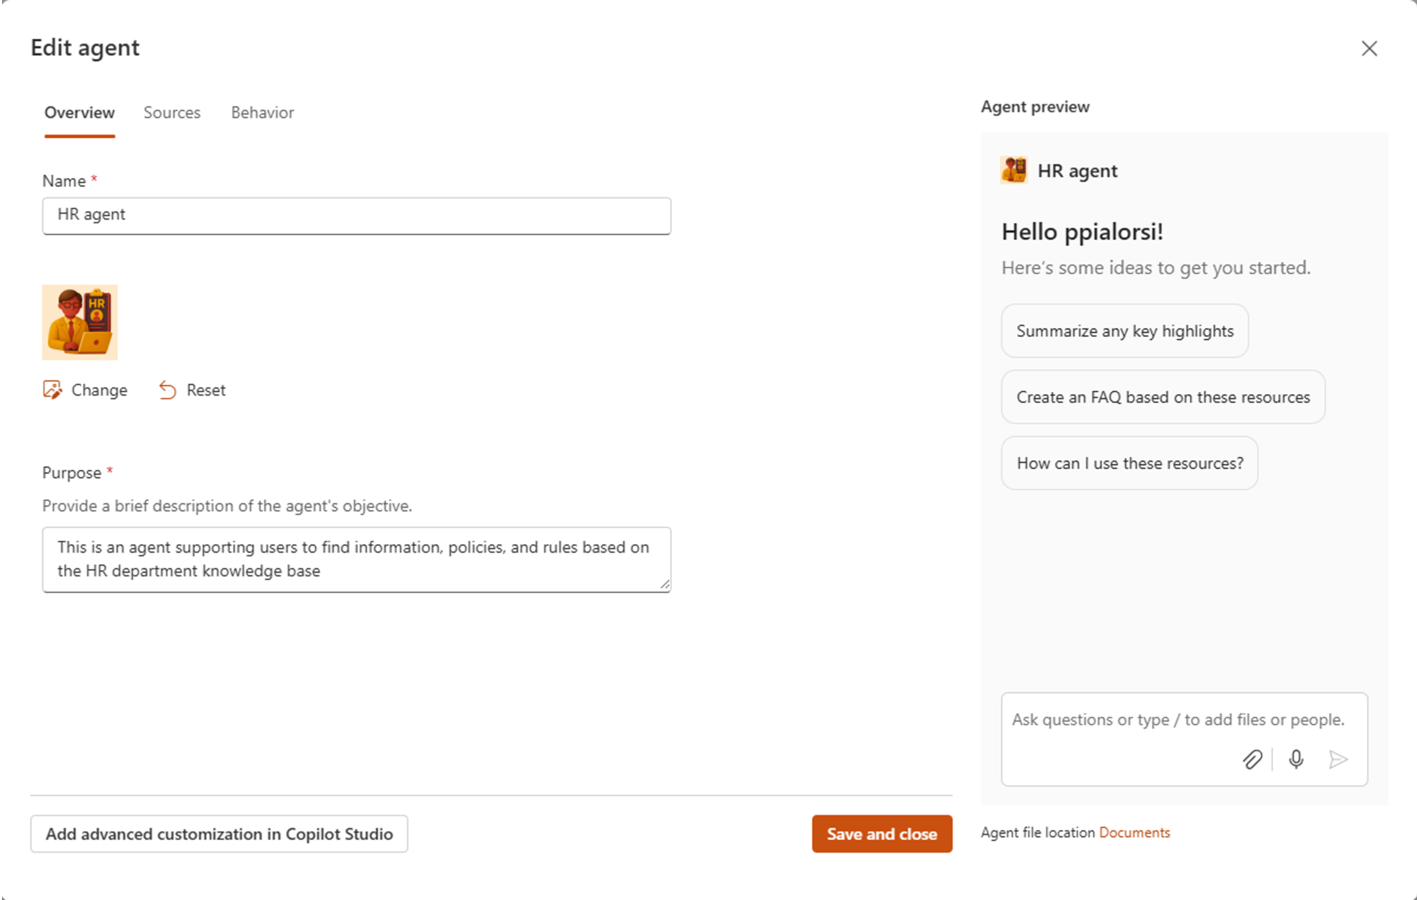 Edit agent
Overview
Sources
Behavior
Name *
HR agent
HR
Change
Reset
Purpose *
Provide a brief description of the agent's objective.
This is an agent supporting users to find information, policies, and rules based on
the HR department knowledge base
Add advanced customization in Copilot Studio
Save and close
Agent preview
HR agent
Hello ppialorsi!
Here's some ideas to get you started.
Summarize any key highlights
Create an FAQ based on these resources
How can I use these resources?
Ask questions or type / to add files or people.
Agent file location Documents